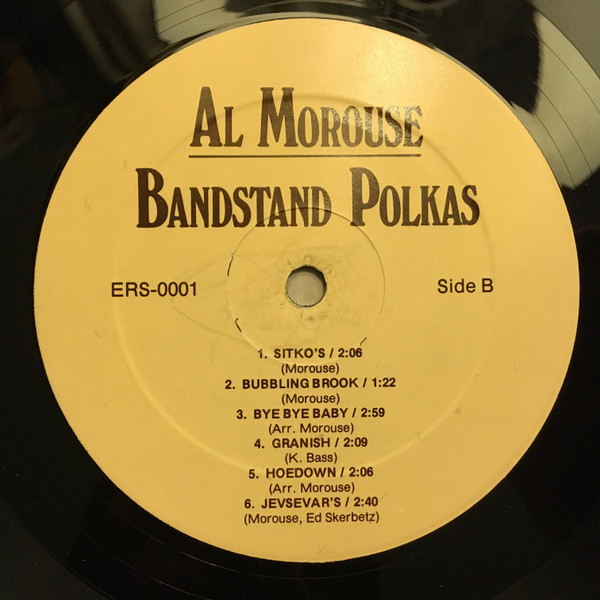 AL MOROUSE
BANDSTAND POLKAS
ERS-0001
Side B
1. SITKO'S / 2:06
(Morouse)
2. BUBBLING BROOK / 1:22
(Morouse)
3. BYE BYE BABY / 2:59
(Arr. Morouse)
4. GRANISH / 2:09
(K. Bass)
5. HOEDOWN / 2:06
(Arr. Morouse)
6. JEVSEVAR'S / 2:40
(Morouse, Ed Skerbetz)